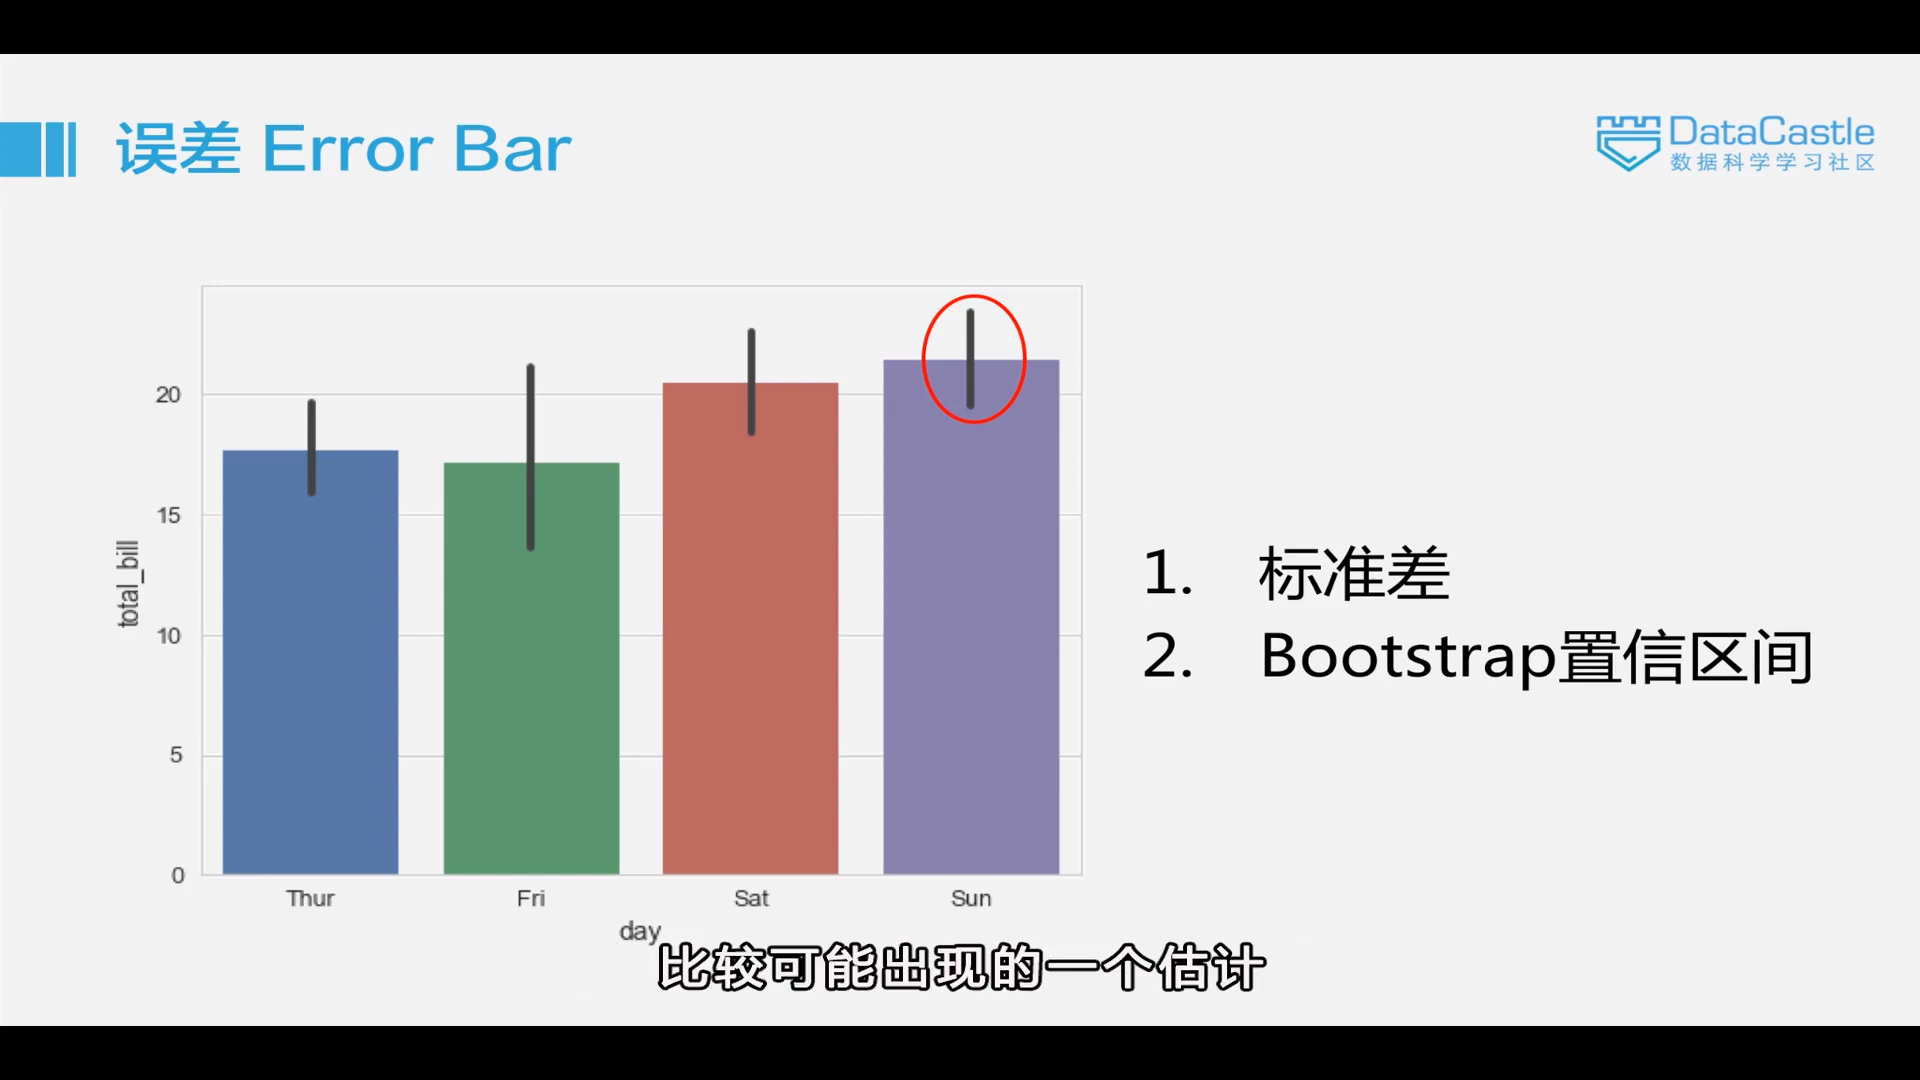 误差 Error Bar
DataCastle
数据科学学习社区
20
15
10
5
0
total_bill
Thur
Fri
Sat
Sun
day
1. 标准差
2. Bootstrap置信区间
比较可能出现的一个估计